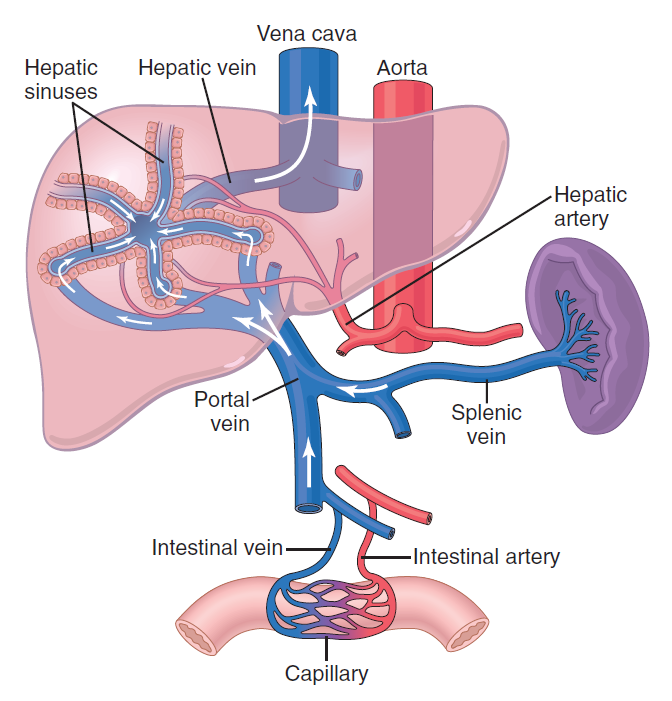 Vena cava
Hepatic
sinuses
Hepatic vein
Aorta
Hepatic
artery
Portal
vein
Splenic
vein
Intestinal vein
Intestinal artery
Capillary